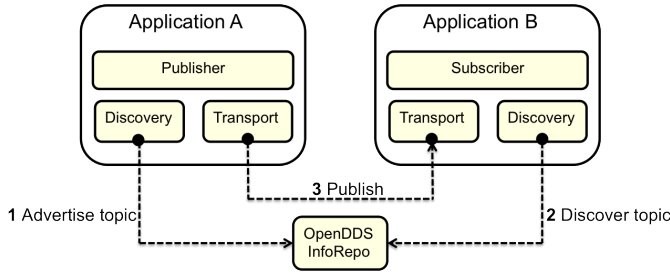 Application A
Application B
Publisher
Subscriber
Discovery
Transport
Transport
Discovery
3 Publish
1 Advertise topic
2 Discover topic
OpenDDS
InfoRepo